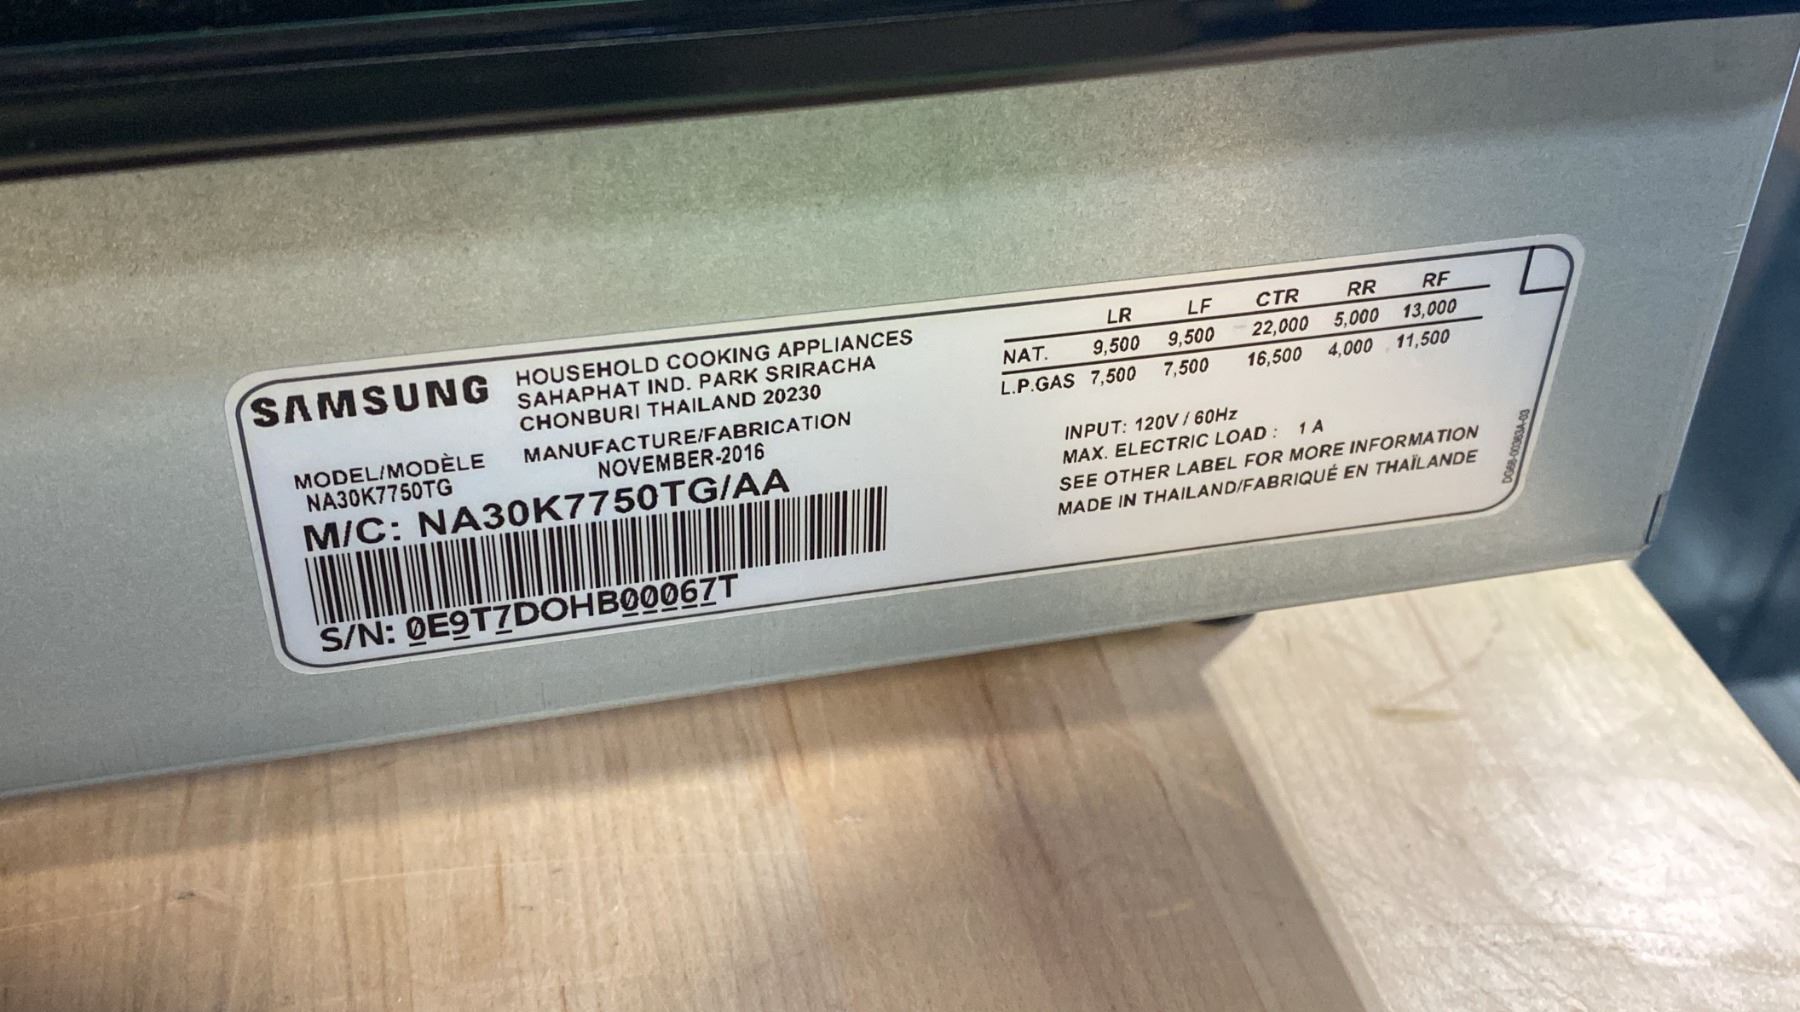 SAMSUNG
HOUSEHOLD COOKING APPLIANCES
SAHAPHAT IND. PARK SRIRACHA
CHONBURI THAILAND 20230
MODEL/MODÈLE
NA30K7750TG
MANUFACTURE/FABRICATION
NOVEMBER-2016
M/C: NA30K7750TG/AA
S/N: 0E9T7DOHB00067T
LR LF CTR RR RF
NAT. 9,500 9,500 22,000 5,000 13,000
L.P.GAS 7,500 7,500 16,500 4,000 11,500
INPUT: 120V / 60Hz
MAX. ELECTRIC LOAD : 1 A
SEE OTHER LABEL FOR MORE INFORMATION
MADE IN THAILAND/FABRIQUÉ EN THAÏLANDE